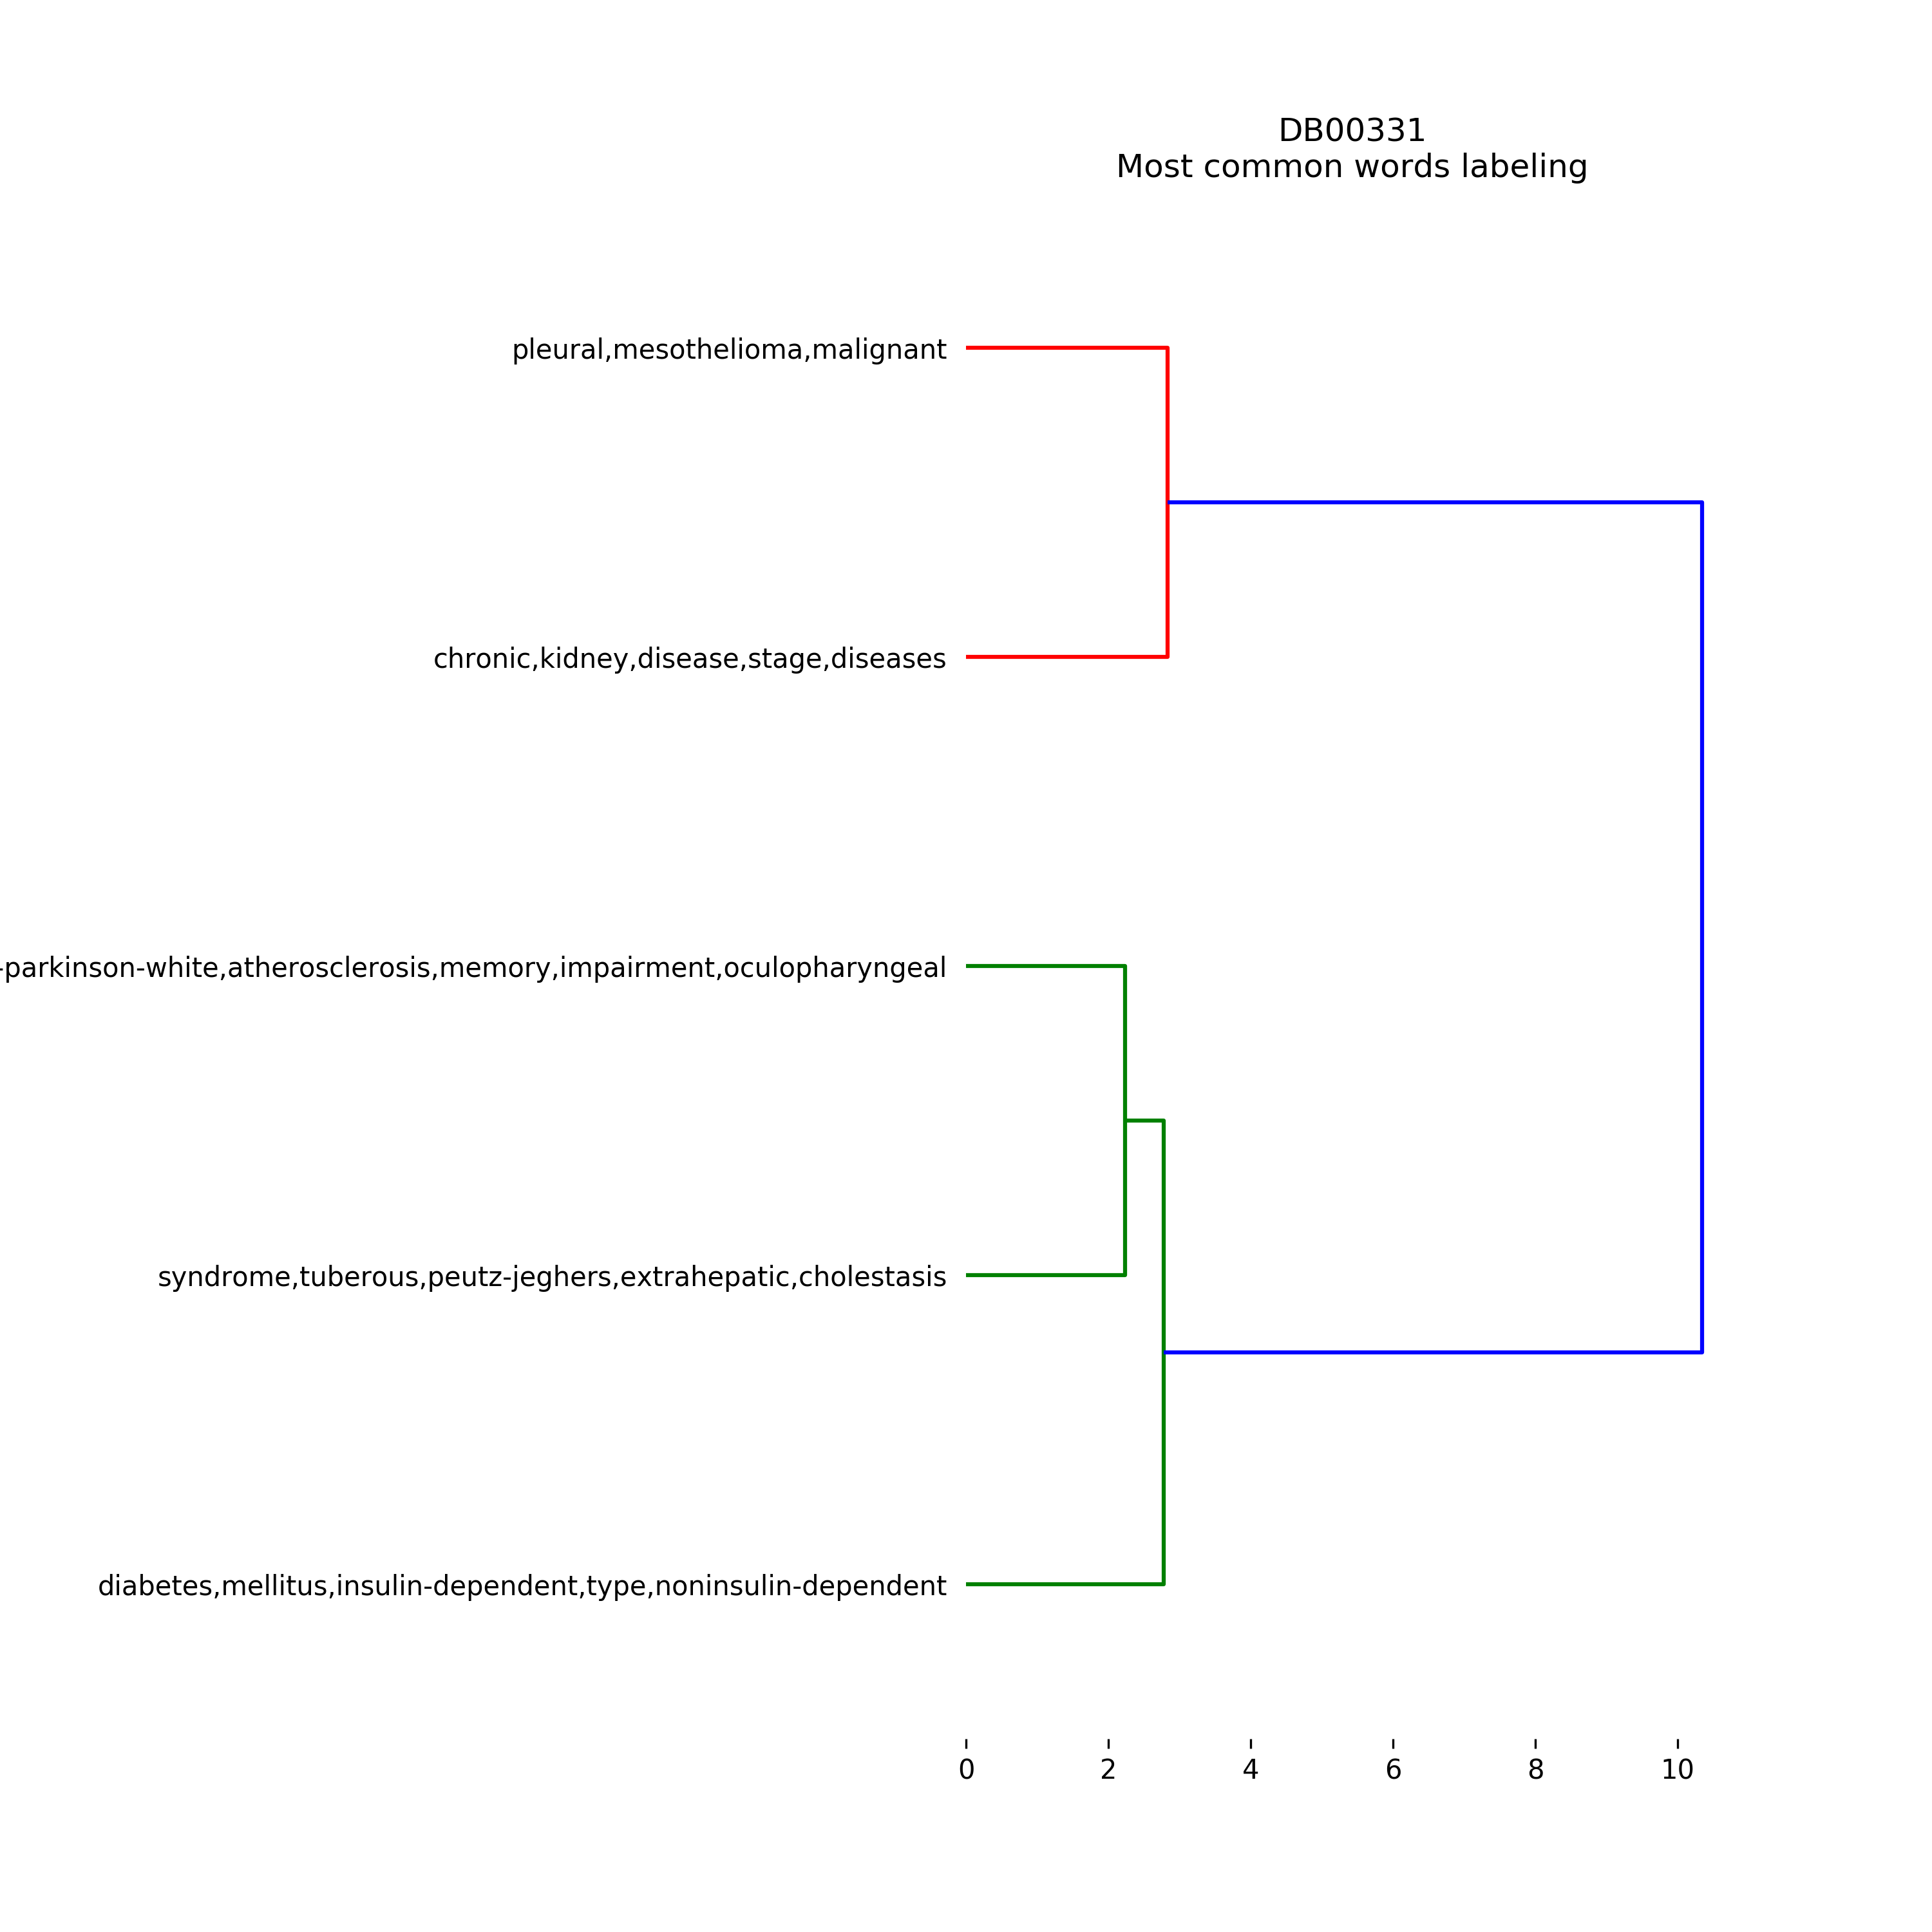 DB00331
Most common words labeling
pleural,mesothelioma,malignant
chronic,kidney,disease,stage,diseases
-parkinson-white,atherosclerosis,memory,impairment,oculopharyngeal
syndrome,tuberous,peutz-jeghers,extrahepatic,cholestasis
diabetes,mellitus,insulin-dependent,type,noninsulin-dependent
0 2 4 6 8 10